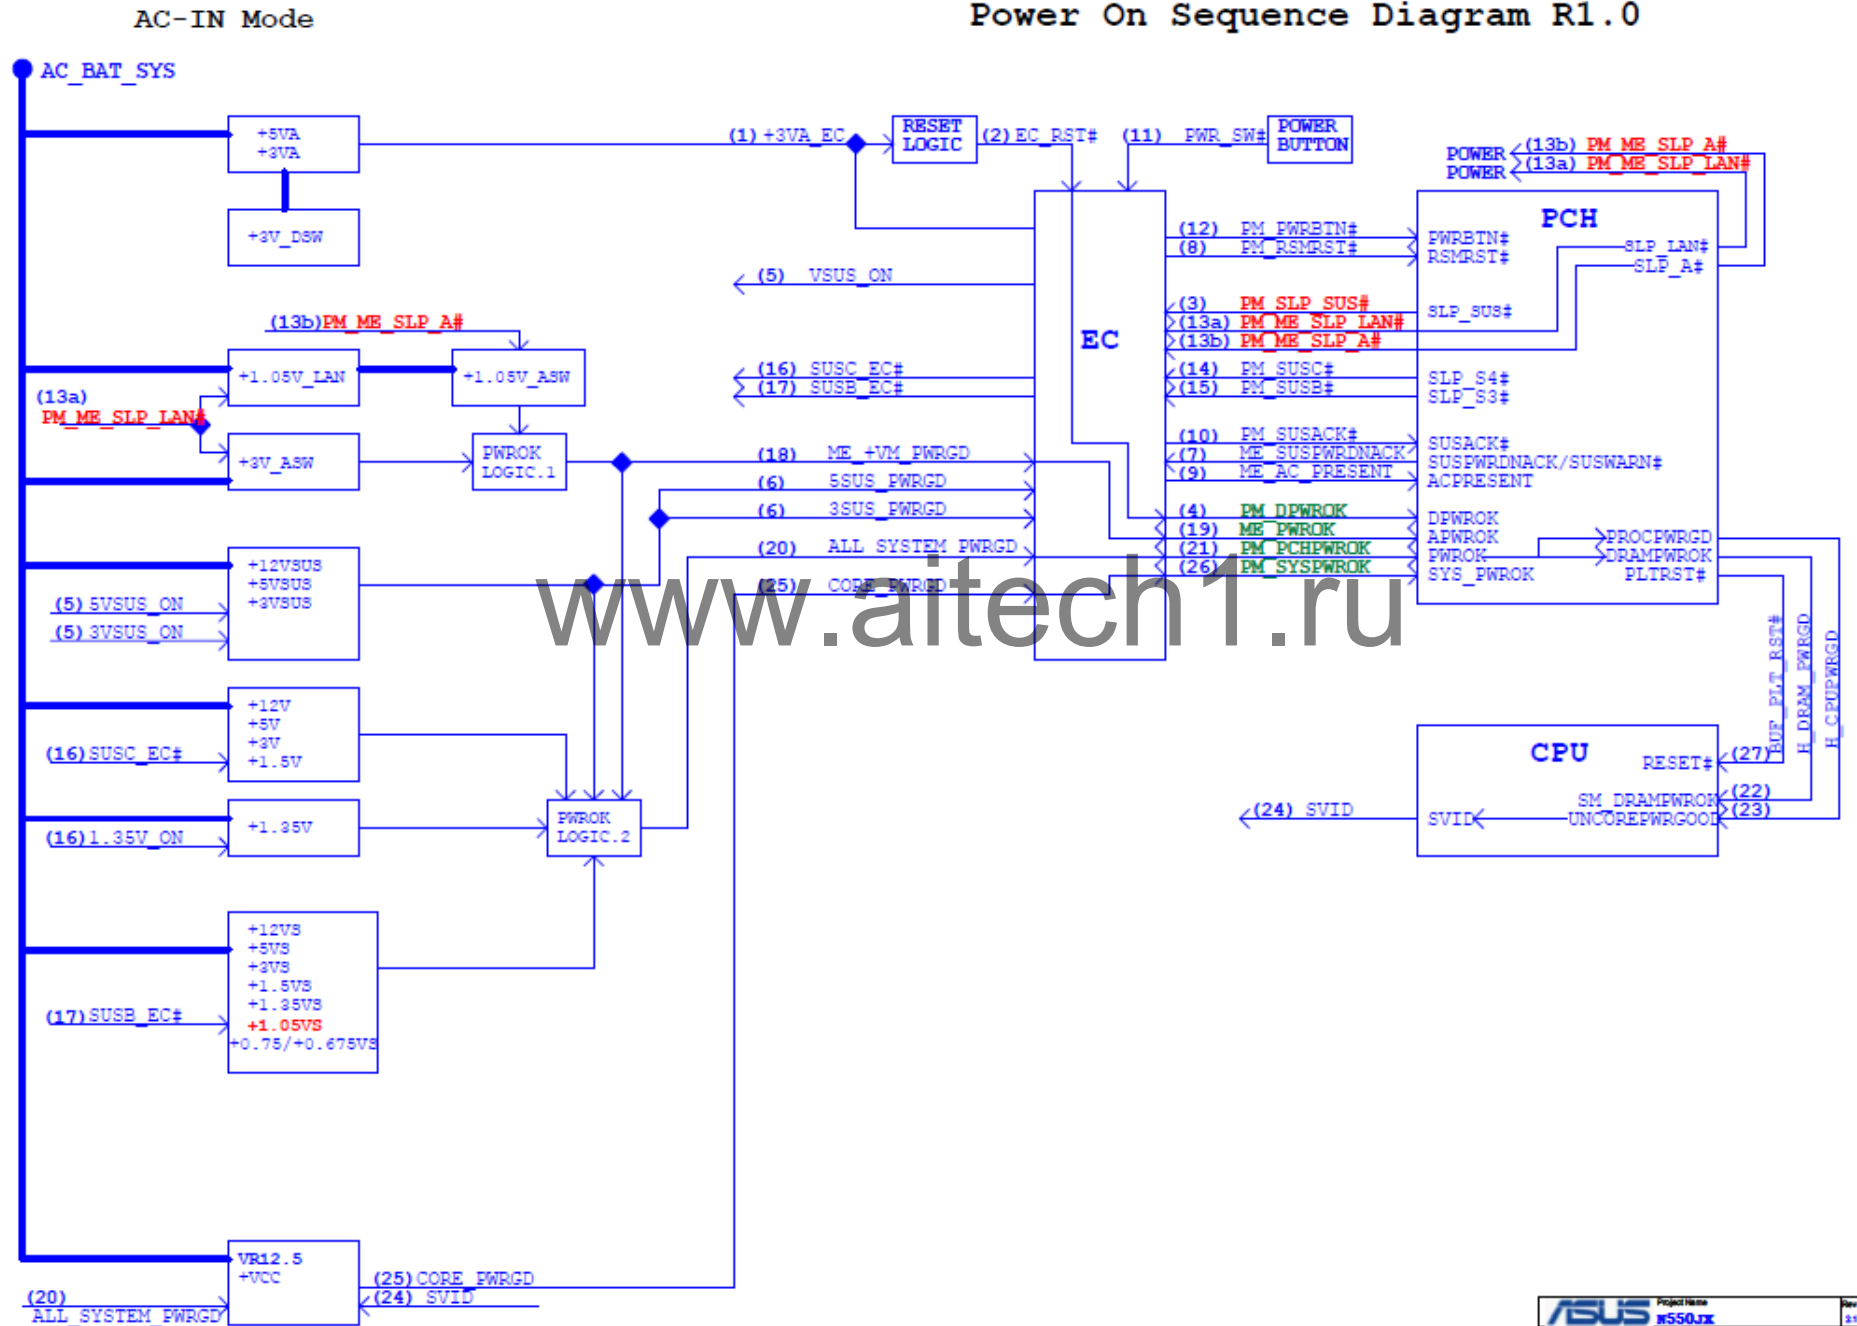 AC-IN Mode
Power On Sequence Diagram R1.0
AC_BAT_SYS
+5VA
+3VA
+3V_DSW
(1) +3VA_EC
RESET
LOGIC
(2) EC_RST#
(11) PWR_SW#
POWER
BUTTON
POWER (13b) PM_ME_SLP_A#
POWER (13a) PM_ME_SLP_LAN#
PCH
(12) PM_PWRBTN#
(8) PM_RSMRST#
PWRBTN#
RSMRST#
SLP_LAN#
SLP_A#
(5) VSUS_ON
(3) PM_SLP_SUS#
(13a) PM_ME_SLP_LAN#
(13b) PM_ME_SLP_A#
SLP_SUS#
EC
(13b) PM_ME_SLP_A#
+1.05V_LAN
+1.05V_ASW
(13a)
PM_ME_SLP_LAN#
+3V_ASW
PWROK
LOGIC.1
(16) SUSC_EC#
(17) SUSB_EC#
(14) PM_SUSC#
(15) PM_SUSB#
SLP_S4#
SLP_S3#
(10) PM_SUSACK#
(7) ME_SUSPWRDNACK
(9) ME_AC_PRESENT
SUSACK#
SUSPWRDNACK/SUSWARN#
ACPRESENT
(18) ME_+VM_PWRGD
(6) 5SUS_PWRGD
(6) 3SUS_PWRGD
(20) ALL_SYSTEM_PWRGD
(25) CORE_PWRGD
(4) PM_DPWROK
(19) ME_PWROK
(21) PM_PCHPWROK
(26) PM_SYSPWROK
DPWROK
APWROK
PWROK
SYS_PWROK
PROCPWRGD
DRAMPWROK
PLTRST#
+12VSUS
+5VSUS
+3VSUS
(5) 5VSUS_ON
(5) 3VSUS_ON
www.aitech1.ru
BUF_PLT_RST#
H_DRAM_PWRGD
H_CPUPWRGD
+12V
+5V
+3V
+1.5V
(16) SUSC_EC#
+1.35V
(16) 1.35V_ON
PWROK
LOGIC.2
CPU
RESET#
(27)
SM_DRAMPWROK
(22)
UNCOREPWRGOOD
(23)
SVID
(24) SVID
+12VS
+5VS
+3VS
+1.5VS
+1.35VS
+1.05VS
+0.75/+0.675VS
(17) SUSB_EC#
VR12.5
+VCC
(20)
ALL_SYSTEM_PWRGD
(25) CORE_PWRGD
(24) SVID
ASUS
Project Name
N550JX
Rev